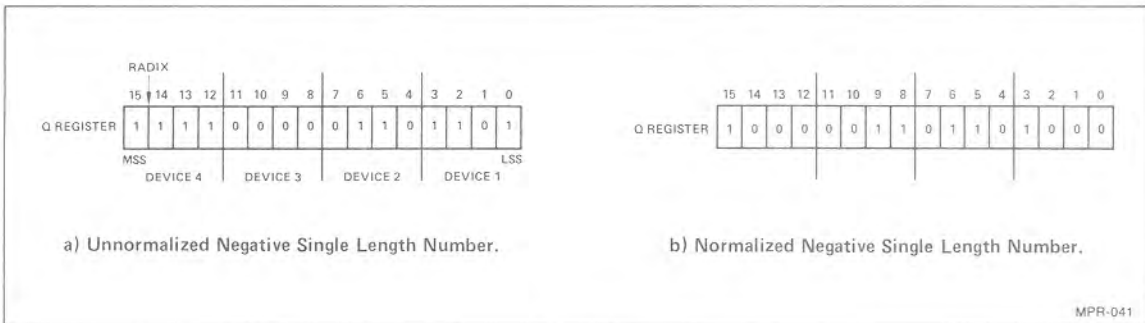 RADIX
15 14 13 12 11 10 9 8 7 6 5 4 3 2 1 0
Q REGISTER 1 1 1 1 0 0 0 0 0 1 1 0 1 1 0 1
MSS LSS
DEVICE 4 DEVICE 3 DEVICE 2 DEVICE 1
a) Unnormalized Negative Single Length Number.
15 14 13 12 11 10 9 8 7 6 5 4 3 2 1 0
Q REGISTER 1 0 0 0 0 0 1 1 0 1 1 0 1 0 0 0
b) Normalized Negative Single Length Number.
MPR-041